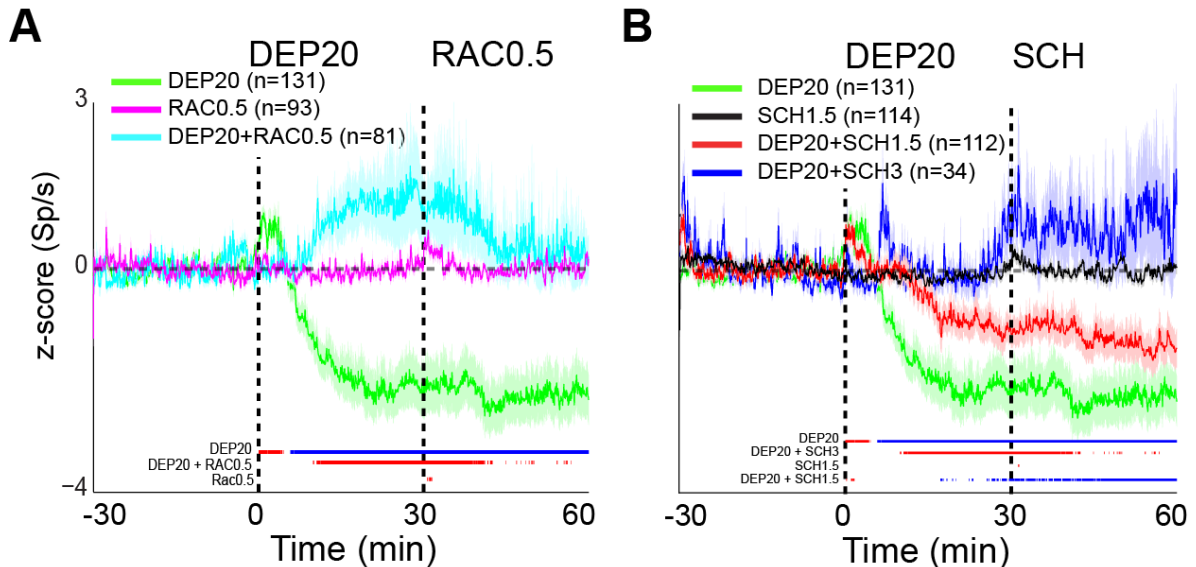 A
DEP20 RAC0.5
DEP20 (n=131)
RAC0.5 (n=93)
DEP20+RAC0.5 (n=81)
3
0
−4
z-score (Sp/s)
DEP20
DEP20 + RAC0.5
Rac0.5
-30 0 30 60
Time (min)
B
DEP20 SCH
DEP20 (n=131)
SCH1.5 (n=114)
DEP20+SCH1.5 (n=112)
DEP20+SCH3 (n=34)
DEP20
DEP20 + SCH3
SCH1.5
DEP20 + SCH1.5
-30 0 30 60
Time (min)